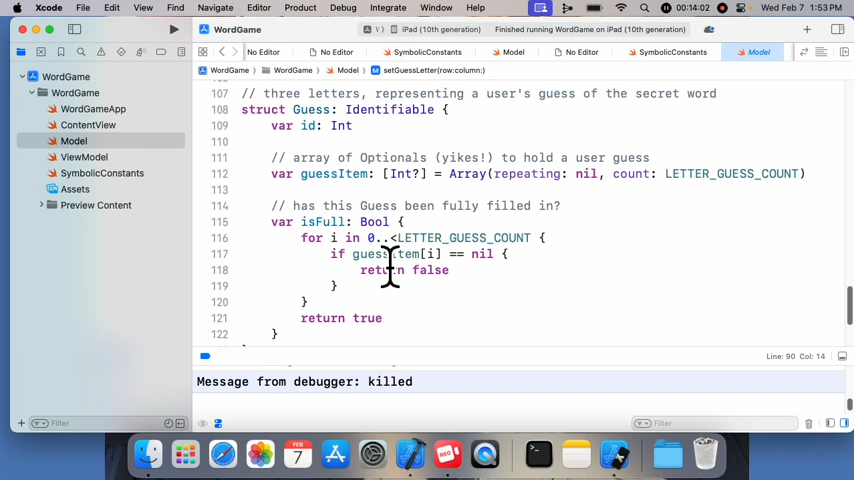 Xcode File Edit View Find Navigate Editor Product Debug Integrate Window Help 00:14:02 Wed Feb 7 1:53 PM
WordGame iPad (10th generation) Finished running WordGame on iPad (10th generation)
No Editor No Editor SymbolicConstants Model No Editor SymbolicConstants Model
WordGame WordGame Model M setGuessLetter(row:column:)
WordGame
WordGame
WordGameApp
ContentView
Model
ViewModel
SymbolicConstants
Assets
Preview Content
107 // three letters, representing a user's guess of the secret word
108 struct Guess: Identifiable {
109 var id: Int
110
111 // array of Optionals (yikes!) to hold a user guess
112 var guessItem: [Int?] = Array(repeating: nil, count: LETTER_GUESS_COUNT)
113
114 // has this Guess been fully filled in?
115 var isFull: Bool {
116 for i in 0..<LETTER_GUESS_COUNT {
117 if guessItem[i] == nil {
118 return false
119 }
120 }
121 return true
122 }
Line: 90 Col: 14
Message from debugger: killed
Filter Filter
FEB
7
REC